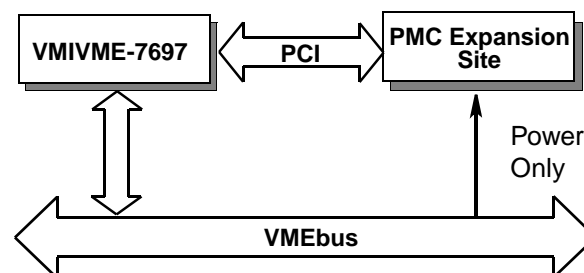 VMIVME-7697
PCI
PMC Expansion
Site
Power
Only
VMEbus